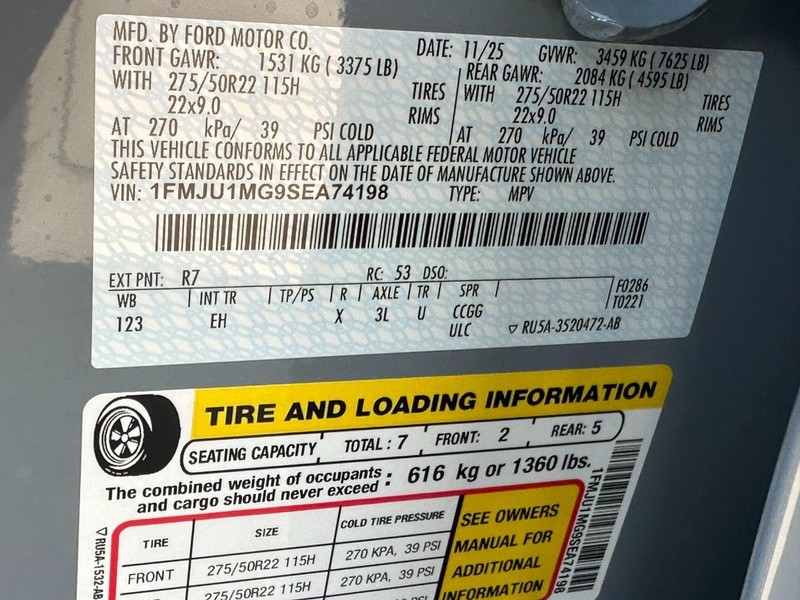 MFD. BY FORD MOTOR CO.
DATE: 11/25 GVWR: 3459 KG ( 7625 LB)
FRONT GAWR: 1531 KG ( 3375 LB)
REAR GAWR: 2084 KG ( 4595 LB)
WITH 275/50R22 115H TIRES
WITH 275/50R22 115H TIRES
22x9.0 RIMS
22x9.0 RIMS
AT 270 kPa/ 39 PSI COLD
AT 270 kPa/ 39 PSI COLD
THIS VEHICLE CONFORMS TO ALL APPLICABLE FEDERAL MOTOR VEHICLE
SAFETY STANDARDS IN EFFECT ON THE DATE OF MANUFACTURE SHOWN ABOVE.
VIN: 1FMJU1MG9SEA74198 TYPE: MPV
EXT PNT: R7 RC: 53 DSO:
WB INT TR TP/PS R AXLE TR SPR F0286
T0221
123 EH X 3L U CCGG
ULC ▽ RU5A-3520472-AB
TIRE AND LOADING INFORMATION
SEATING CAPACITY TOTAL : 7 FRONT: 2 REAR: 5
The combined weight of occupants
and cargo should never exceed : 616 kg or 1360 lbs.
TIRE SIZE COLD TIRE PRESSURE
FRONT 275/50R22 115H 270 KPA, 39 PSI
275/50R22 115H 270 KPA, 39 PSI
SEE OWNERS
MANUAL FOR
ADDITIONAL
INFORMATION
1FMJU1MG9SEA74198
▽RU5A-1532-AB